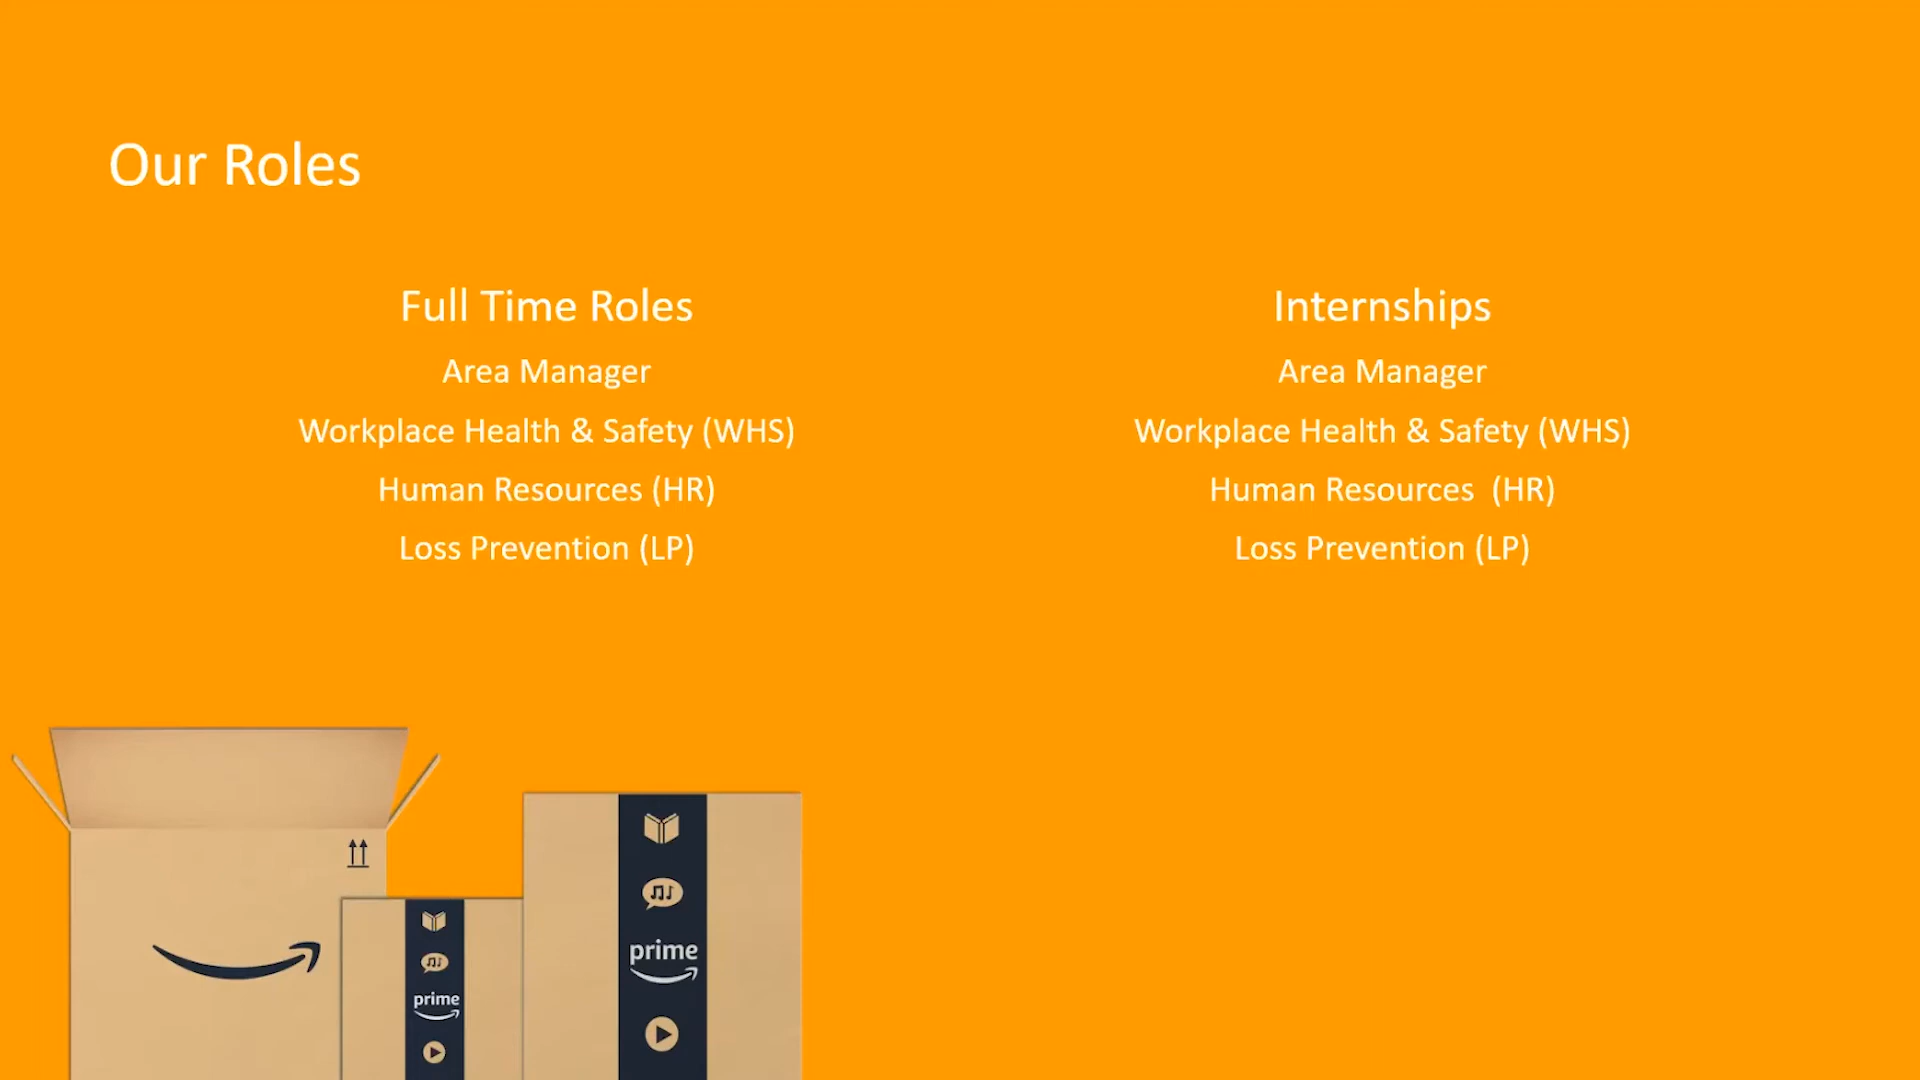 Our Roles
Full Time Roles
Area Manager
Workplace Health & Safety (WHS)
Human Resources (HR)
Loss Prevention (LP)
Internships
Area Manager
Workplace Health & Safety (WHS)
Human Resources  (HR)
Loss Prevention (LP)
prime
prime